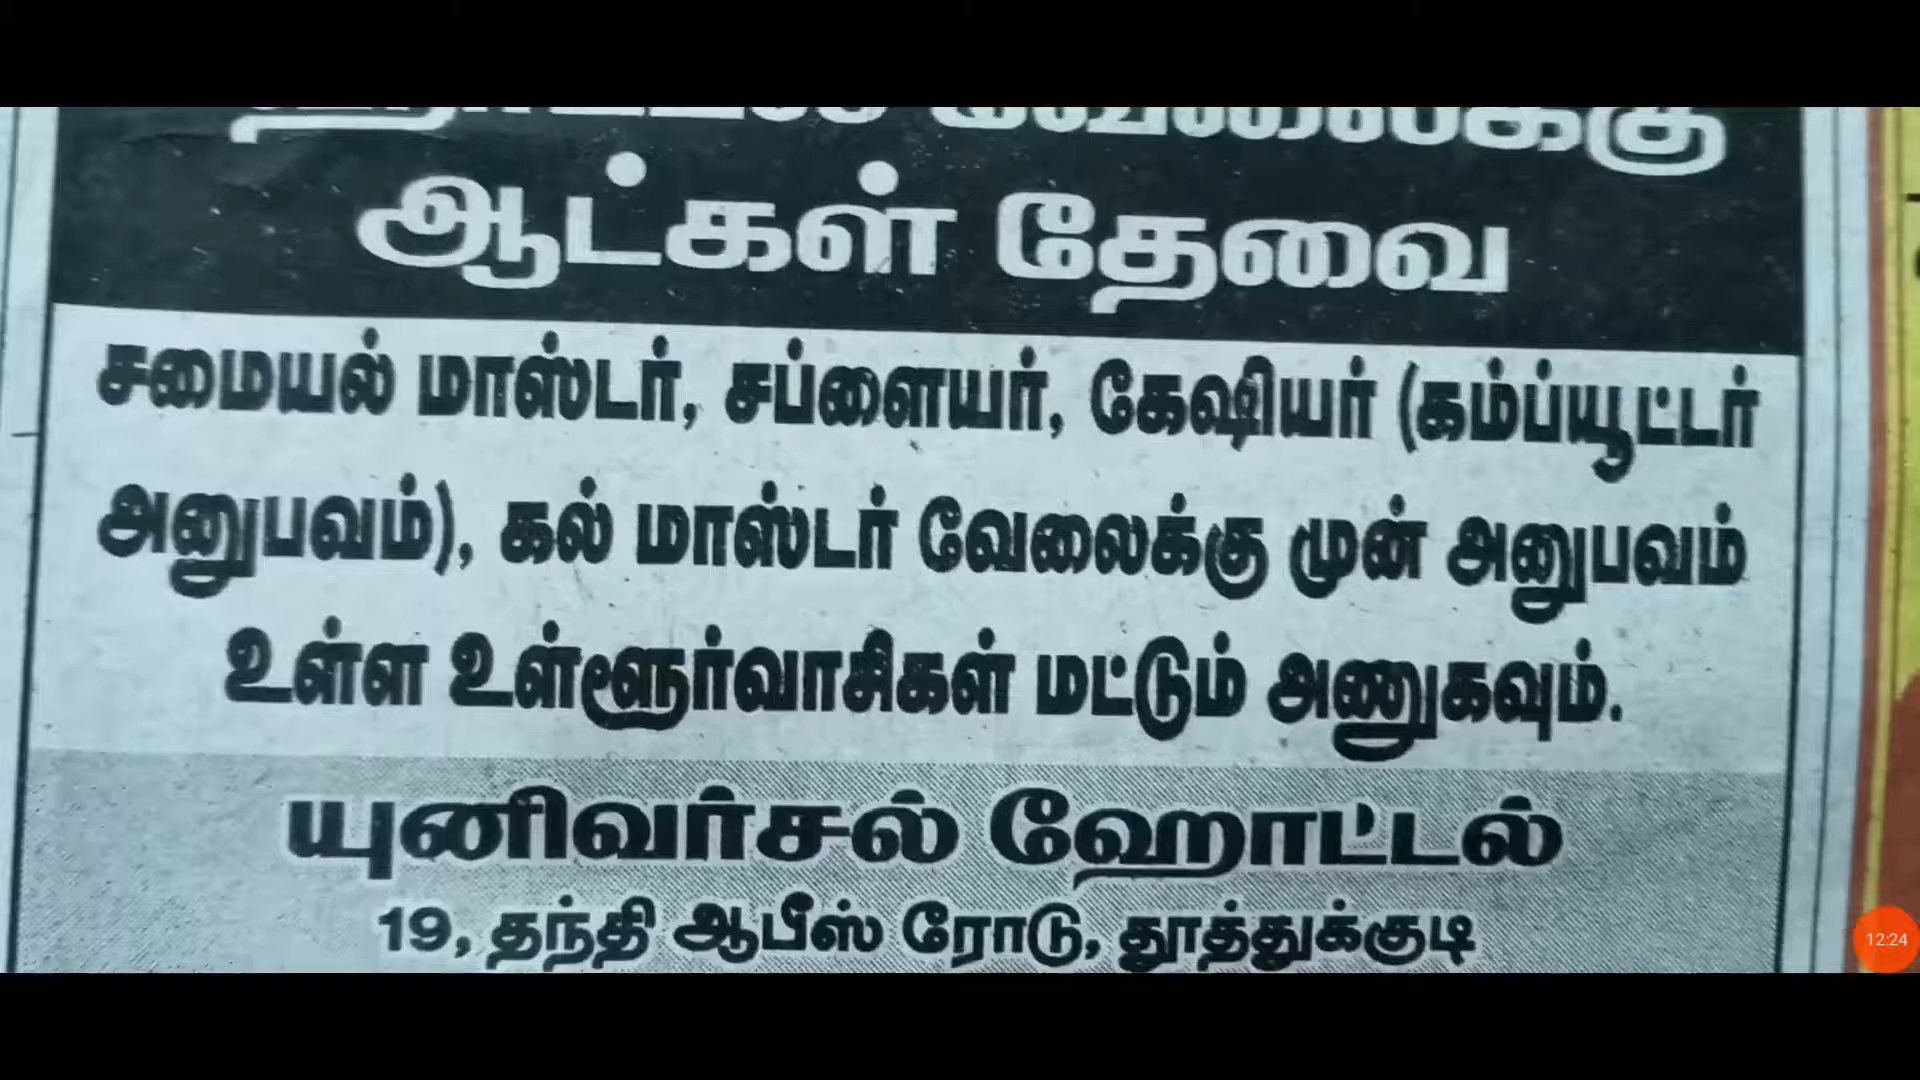 ஹோட்டல் வேலைக்கு
ஆட்கள் தேவை
சமையல் மாஸ்டர், சப்ளையர், கேஷியர் (கம்ப்யூட்டர்
அனுபவம்), கல் மாஸ்டர் வேலைக்கு முன் அனுபவம்
உள்ள உள்ளூர்வாசிகள் மட்டும் அணுகவும்.
யுனிவர்சல் ஹோட்டல்
19, தந்தி ஆபீஸ் ரோடு, தூத்துக்குடி
12:24